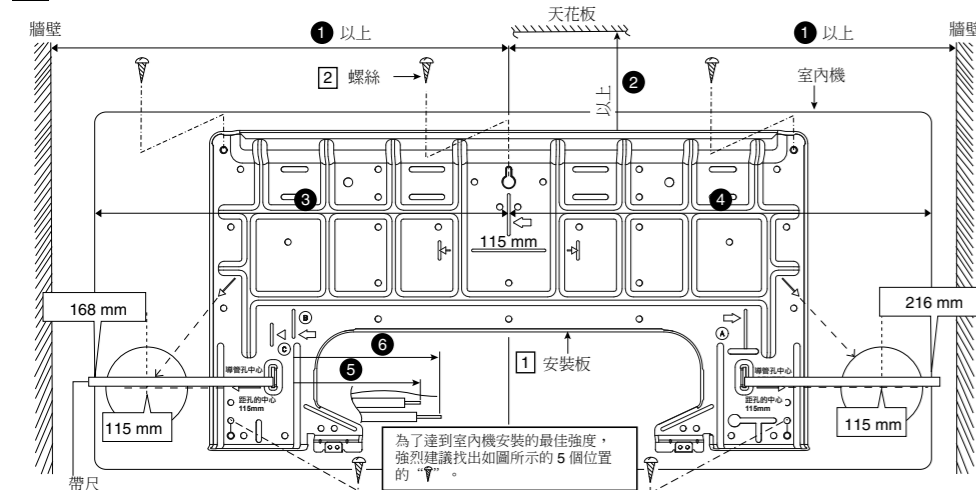 天花板
牆壁
❶ 以上
❶ 以上
牆壁
2 螺絲
以上
❷
室內機
❸
❹
115 mm
168 mm
216 mm
B
A
C
❻
❺
1 安裝板
導管孔中心
導管孔中心
距孔的中心
115mm
距孔的中心
115mm
115 mm
115 mm
為了達到室內機安裝的最佳強度，
強烈建議找出如圖所示的 5 個位置
的 “ ” 。
帶尺